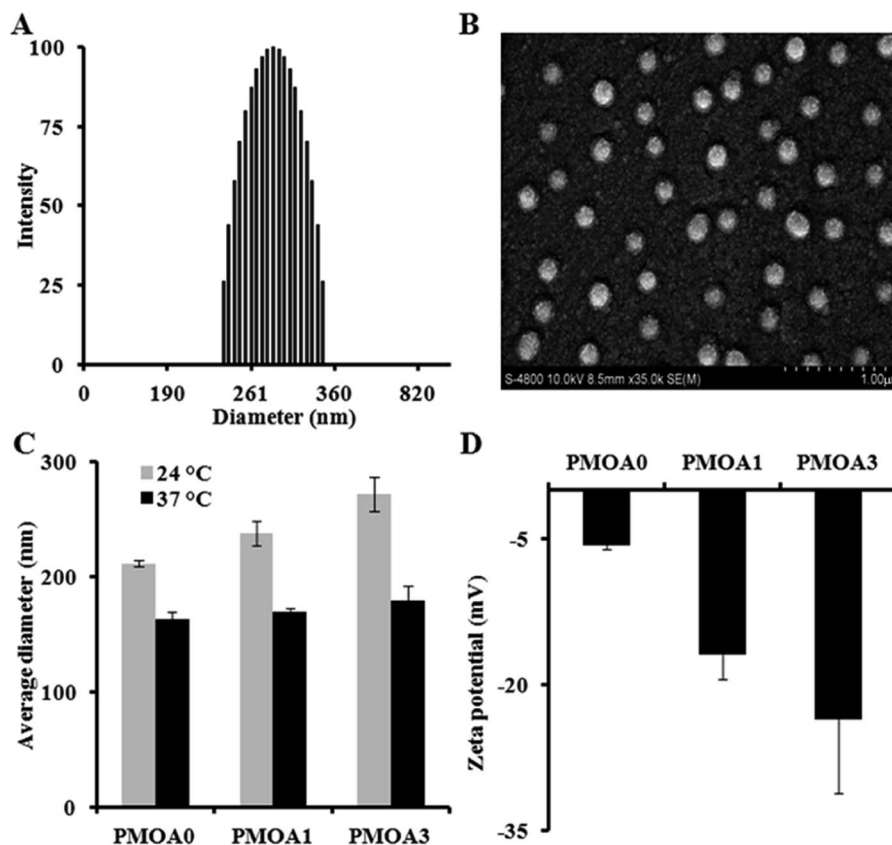 A
100
75
50
25
0
Intensity
0 190 261 360 820
Diameter (nm)
B
S-4800 10.0kV 8.5mm x35.0k SE(M)
C
24 °C
37 °C
300
200
100
0
Average diameter (nm)
PMOA0 PMOA1 PMOA3
D
PMOA0 PMOA1 PMOA3
-5
-20
-35
Zeta potential (mV)